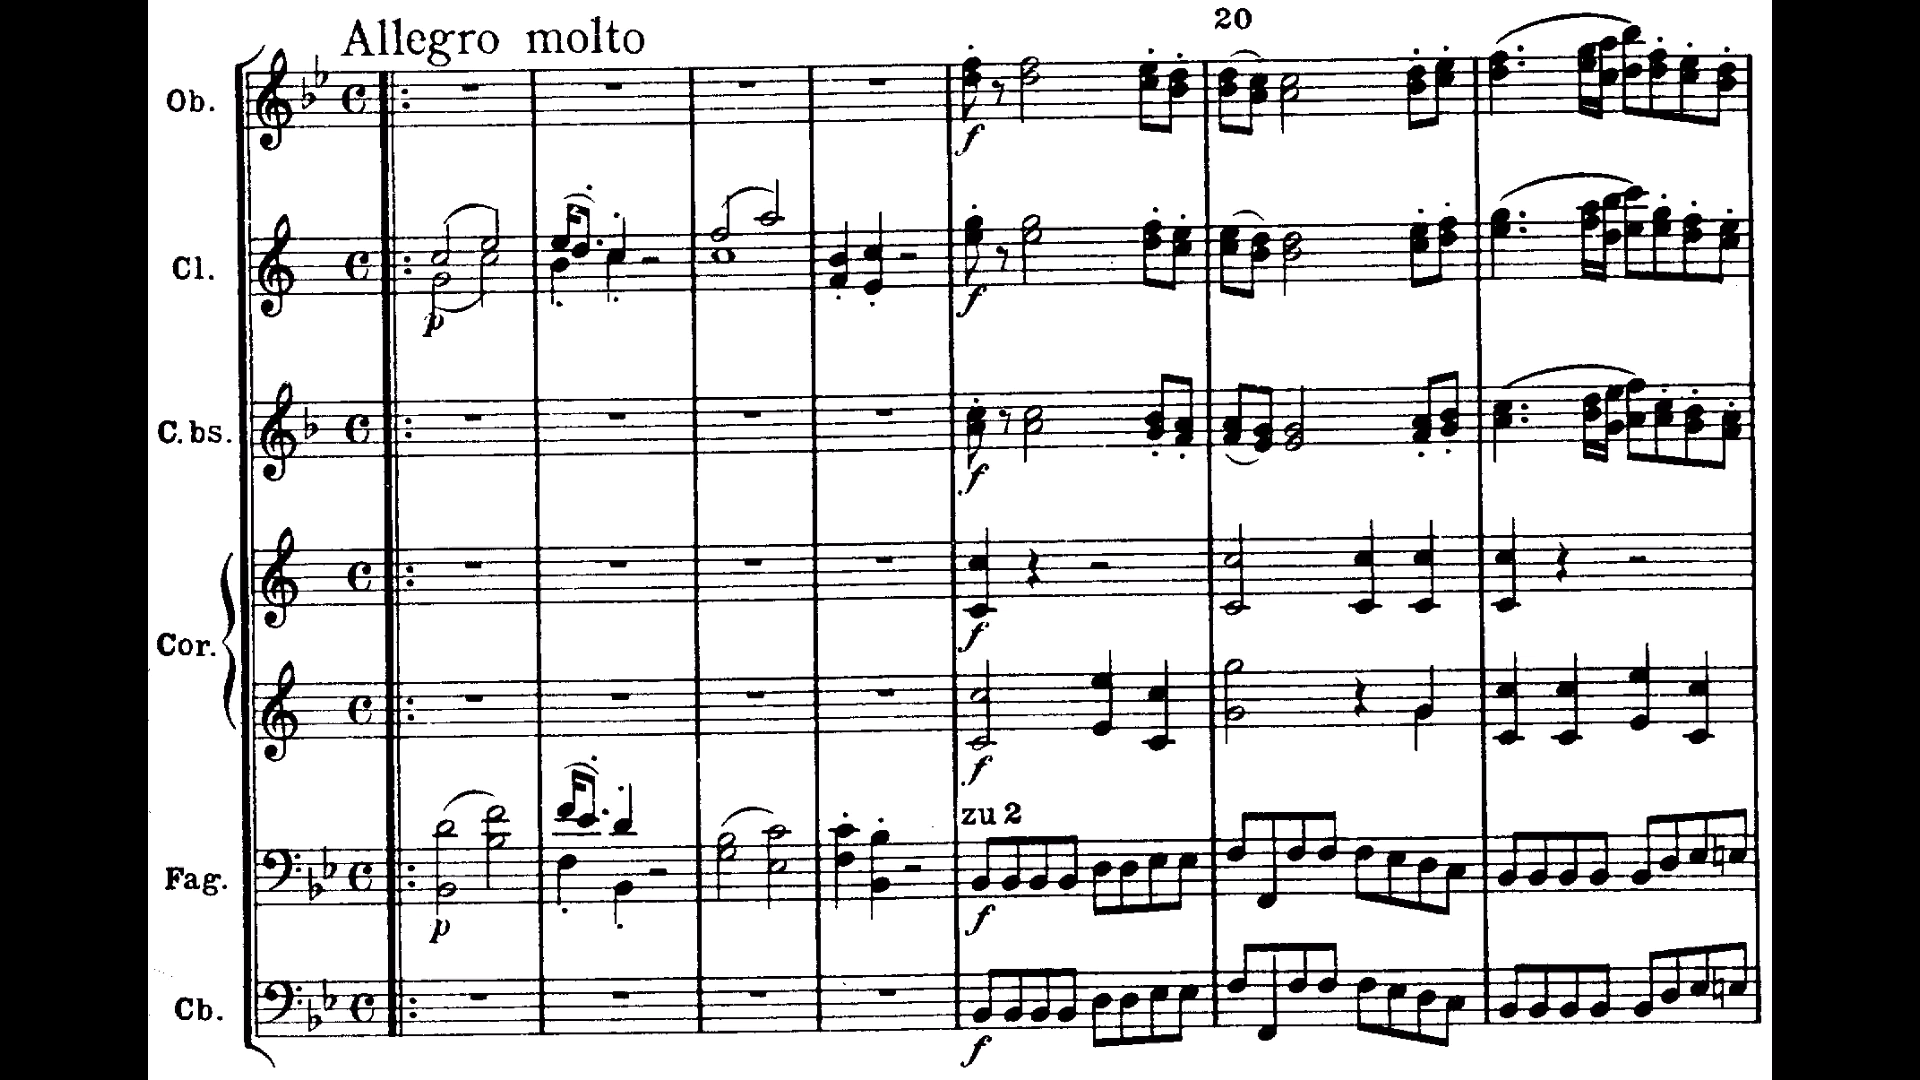 Allegro molto
20
Ob.
f
Cl.
p
f
C.bs.
f
Cor.
f
f
zu 2
Fag.
p
f
Cb.
f